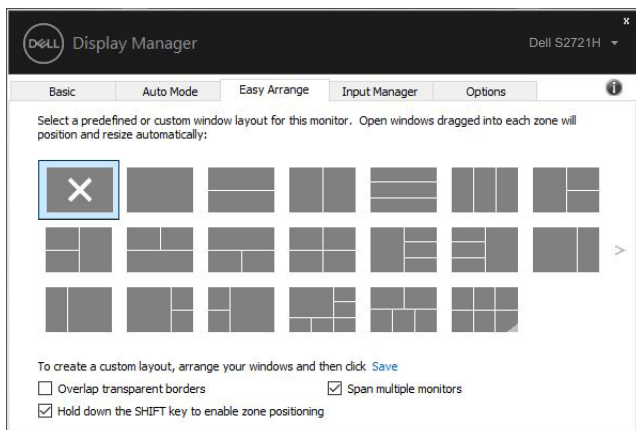 x
DELL Display Manager Dell S2721H
Basic Auto Mode Easy Arrange Input Manager Options i
Select a predefined or custom window layout for this monitor. Open windows dragged into each zone will
position and resize automatically:
>
To create a custom layout, arrange your windows and then click Save
Overlap transparent borders Span multiple monitors
Hold down the SHIFT key to enable zone positioning